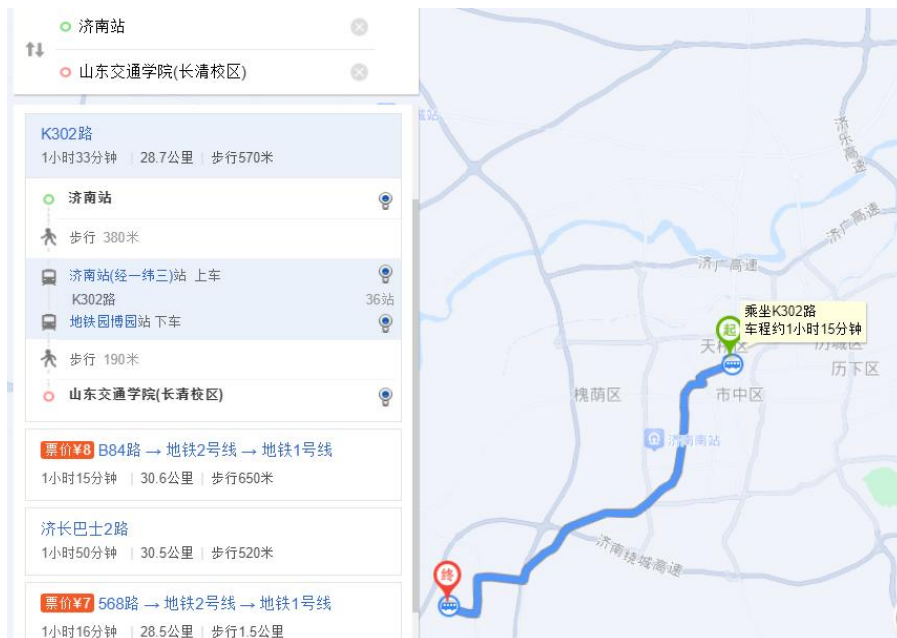 济南站
山东交通学院(长清校区)
K302路
1小时33分钟 | 28.7公里 | 步行570米
济南站
步行 380米
济南站(经一纬三)站 上车
K302路 36站
地铁园博园站 下车
步行 190米
山东交通学院(长清校区)
票价¥8 B84路 → 地铁2号线 → 地铁1号线
1小时15分钟 | 30.6公里 | 步行650米
济长巴士2路
1小时50分钟 | 30.5公里 | 步行520米
票价¥7 568路 → 地铁2号线 → 地铁1号线
1小时16分钟 | 28.5公里 | 步行1.5公里
济乐高速
济广高速
济广高速
乘坐K302路
车程约1小时15分钟
起
历下区
槐荫区
市中区
济南南站
济南绕城高速
终